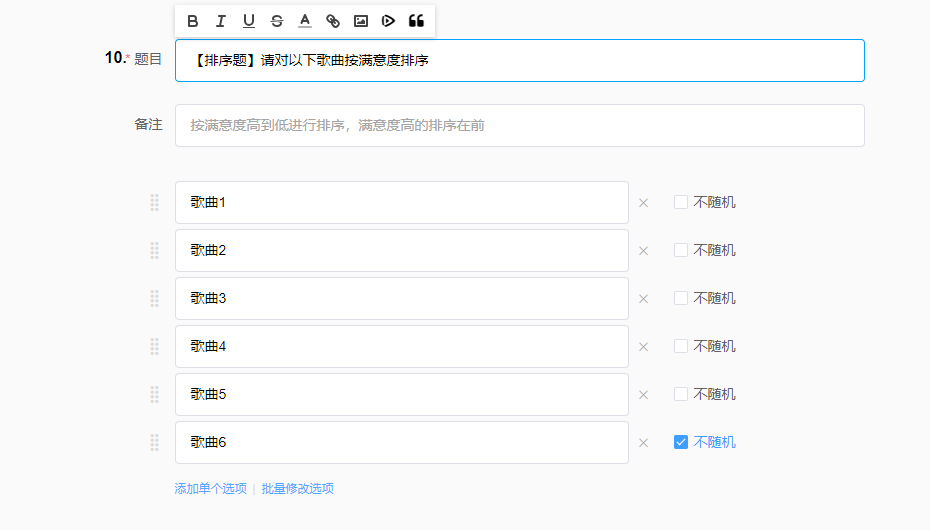 B I U S A
10.* 题目 【排序题】请对以下歌曲按满意度排序
备注 按满意度高到低进行排序，满意度高的排序在前
歌曲1 × 不随机
歌曲2 × 不随机
歌曲3 × 不随机
歌曲4 × 不随机
歌曲5 × 不随机
歌曲6 × 不随机
添加单个选项 | 批量修改选项